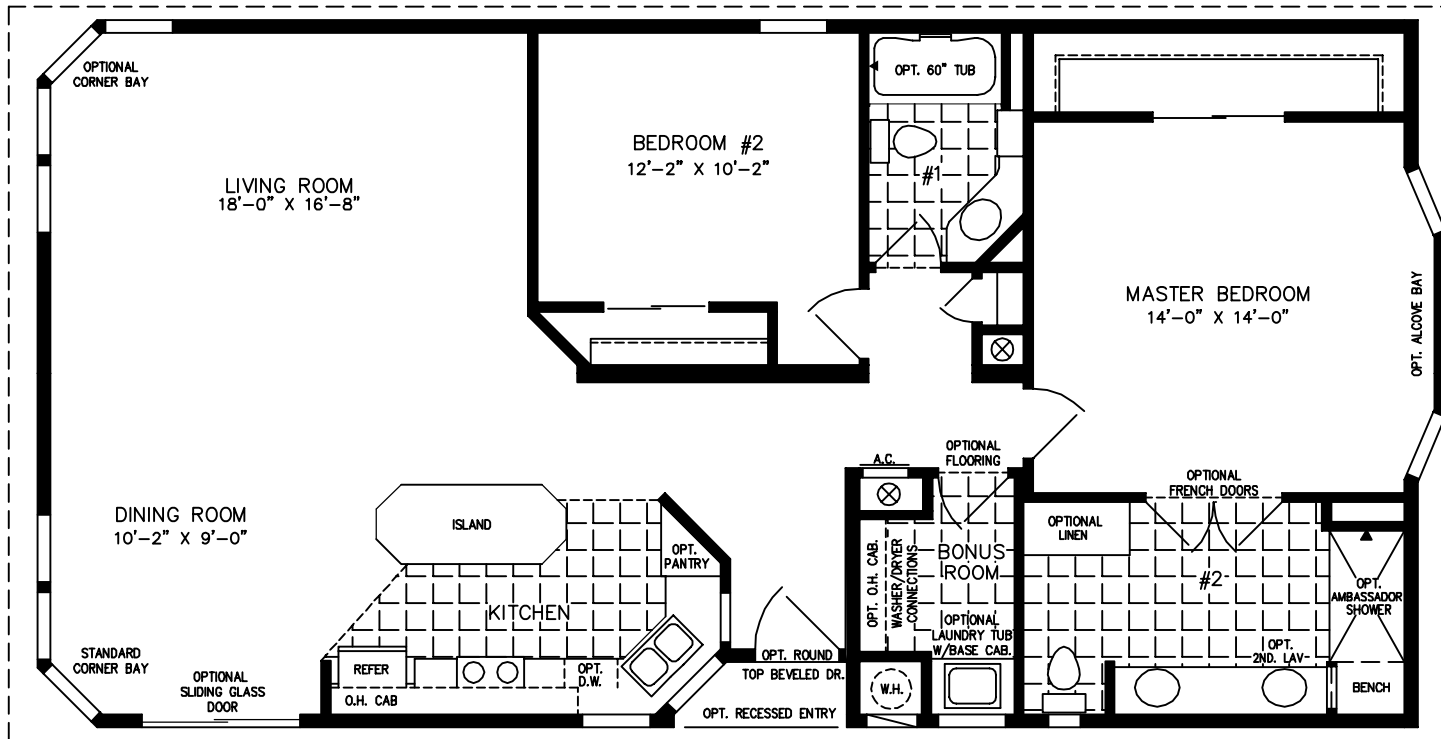 OPTIONAL
CORNER BAY
LIVING ROOM
18'-0" X 16'-8"
BEDROOM #2
12'-2" X 10'-2"
OPT. 60" TUB
#1
MASTER BEDROOM
14'-0" X 14'-0"
OPT. ALCOVE BAY
DINING ROOM
10'-2" X 9'-0"
ISLAND
OPT.
PANTRY
KITCHEN
A.C.
OPTIONAL
FLOORING
OPT. O.H. CAB.
WASHER/DRYER
CONNECTIONS
BONUS
ROOM
OPTIONAL
LAUNDRY TUB
W/BASE CAB.
OPTIONAL
FRENCH DOORS
OPTIONAL
LINEN
#2
OPT.
AMBASSADOR
SHOWER
OPT.
2ND. LAV
BENCH
STANDARD
CORNER BAY
OPTIONAL
SLIDING GLASS
DOOR
REFER
O.H. CAB
OPT.
D.W.
OPT. ROUND
TOP BEVELED DR.
OPT. RECESSED ENTRY
W.H.